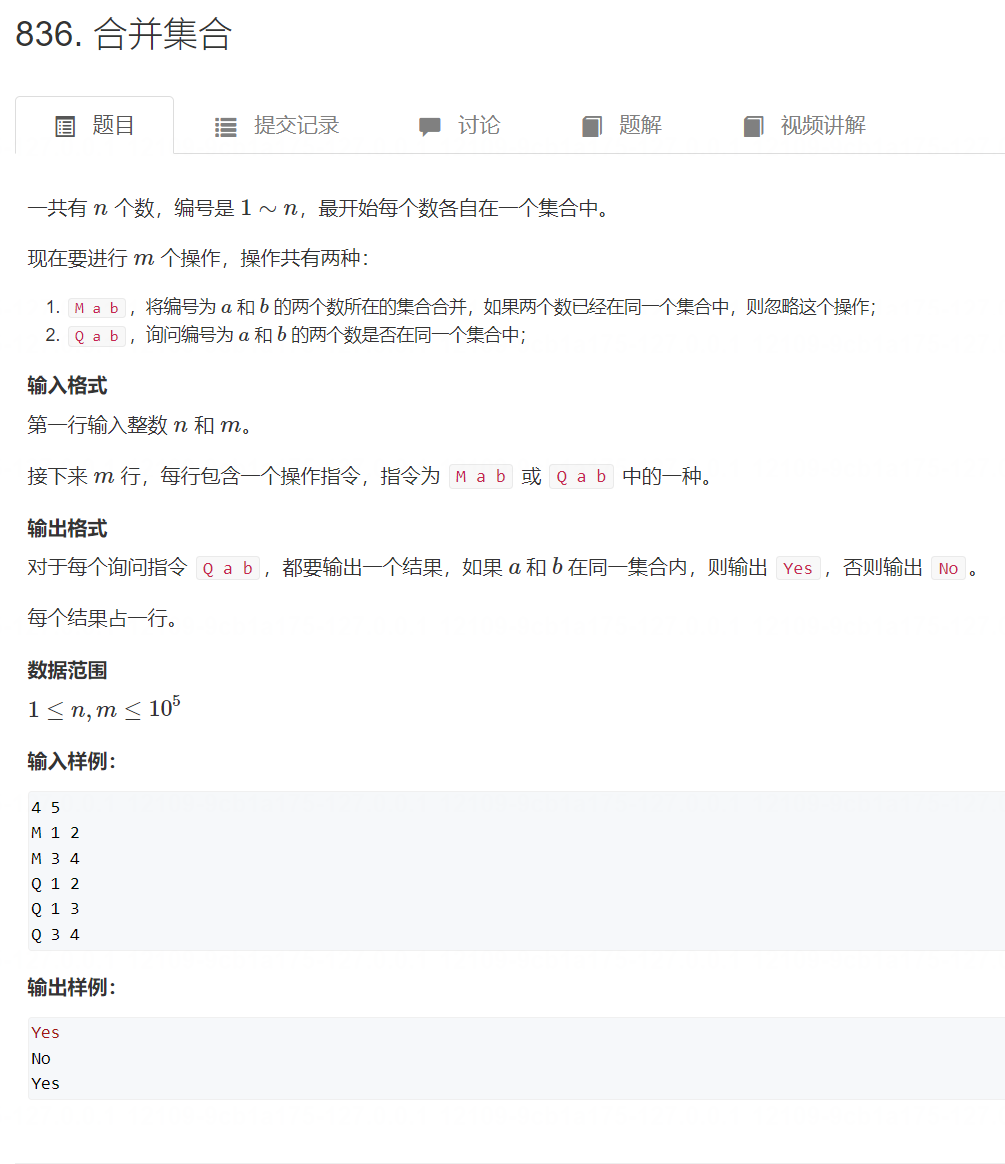 836. 合并集合
题目 提交记录 讨论 题解 视频讲解
一共有 n 个数，编号是 1 ∼ n，最开始每个数各自在一个集合中。
现在要进行 m 个操作，操作共有两种：
1. M a b，将编号为 a 和 b 的两个数所在的集合合并，如果两个数已经在同一个集合中，则忽略这个操作；
2. Q a b，询问编号为 a 和 b 的两个数是否在同一个集合中；
输入格式
第一行输入整数 n 和 m。
接下来 m 行，每行包含一个操作指令，指令为 M a b 或 Q a b 中的一种。
输出格式
对于每个询问指令 Q a b，都要输出一个结果，如果 a 和 b 在同一集合内，则输出 Yes，否则输出 No。
每个结果占一行。
数据范围
1 ≤ n, m ≤ 10⁵
输入样例：
4 5
M 1 2
M 3 4
Q 1 2
Q 1 3
Q 3 4
输出样例：
Yes
No
Yes